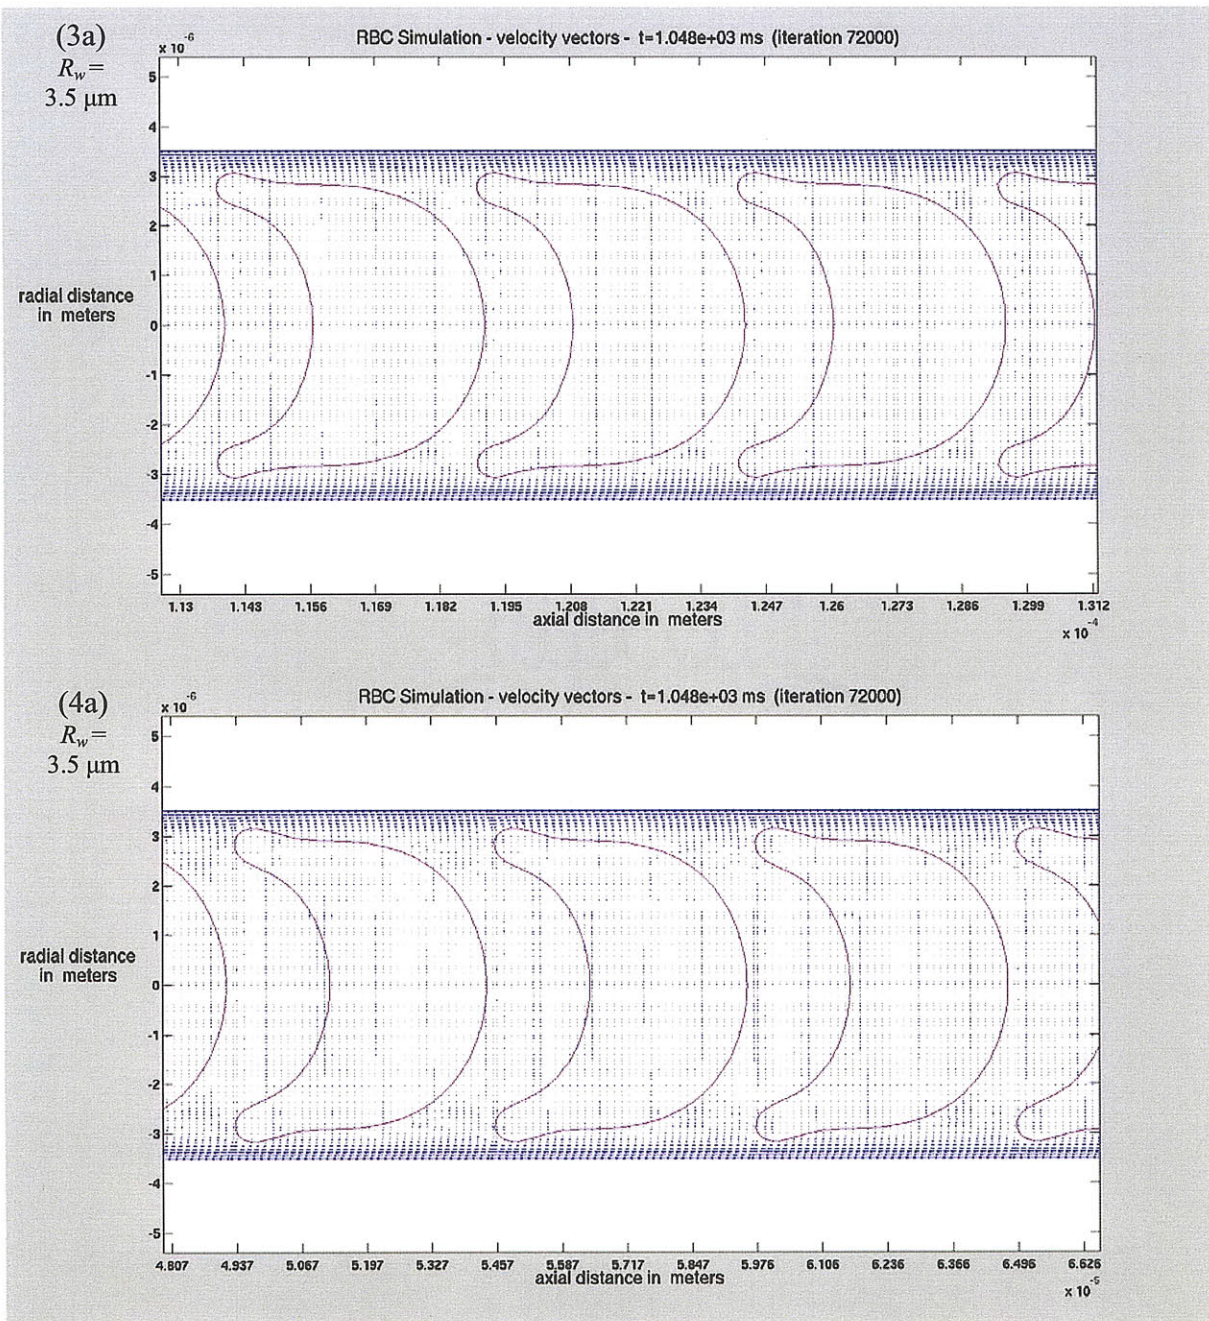 (3a)
R_w =
3.5 µm
x 10^-6
RBC Simulation - velocity vectors - t=1.048e+03 ms (iteration 72000)
5
4
3
2
1
0
-1
-2
-3
-4
-5
radial distance
in meters
1.13 1.143 1.156 1.169 1.182 1.195 1.208 1.221 1.234 1.247 1.26 1.273 1.286 1.299 1.312
axial distance in meters
x 10^-4
(4a)
R_w =
3.5 µm
x 10^-6
RBC Simulation - velocity vectors - t=1.048e+03 ms (iteration 72000)
5
4
3
2
1
0
-1
-2
-3
-4
-5
radial distance
in meters
4.807 4.937 5.067 5.197 5.327 5.457 5.587 5.717 5.847 5.976 6.106 6.236 6.366 6.496 6.626
axial distance in meters
x 10^-5